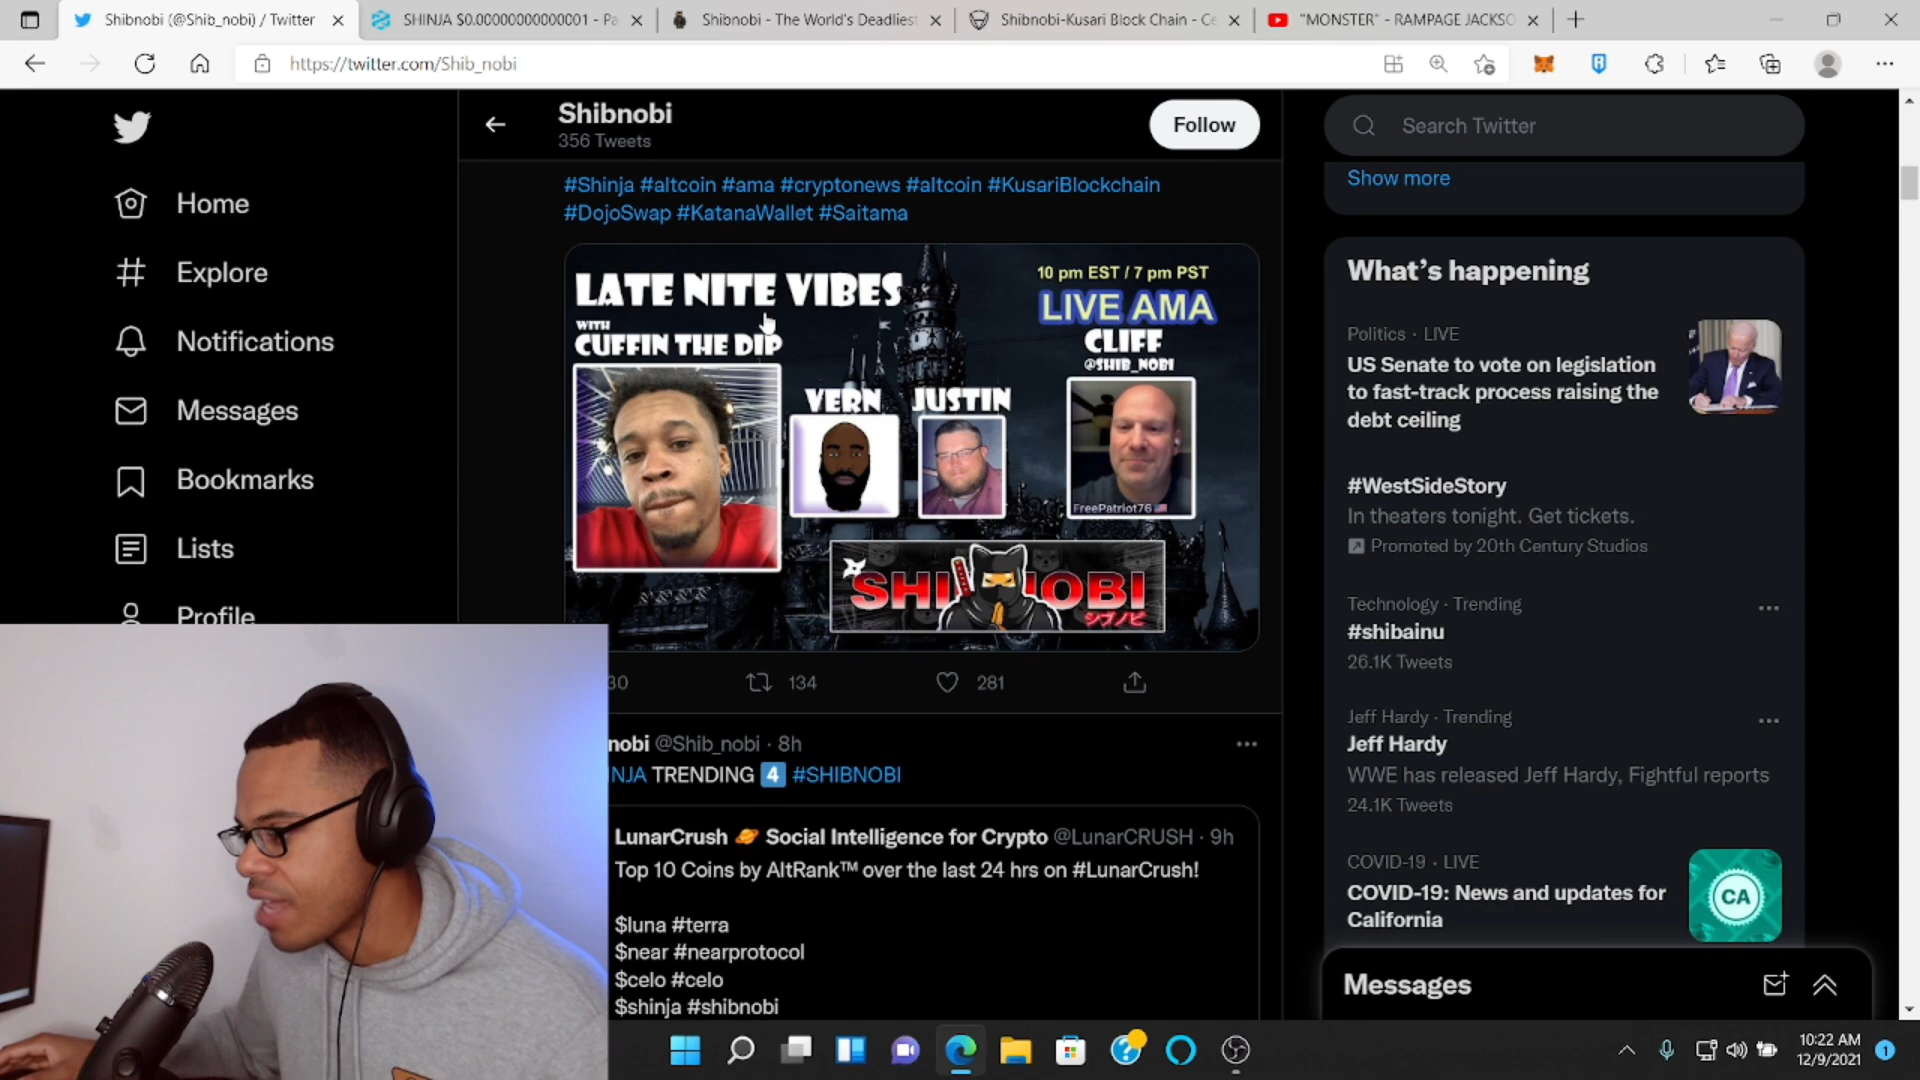 Shibnobi (@Shib_nobi) / Twitter
SHINJA $0.00000000000001 - Pa
Shibnobi - The World's Deadliest
Shibnobi-Kusari Block Chain - Ce
"MONSTER" - RAMPAGE JACKSO
https://twitter.com/Shib_nobi
Home
Explore
Notifications
Messages
Bookmarks
Lists
Profile
Shibnobi
356 Tweets
Follow
#Shinja #altcoin #ama #cryptonews #altcoin #KusariBlockchain
#DojoSwap #KatanaWallet #Saitama
LATE NITE VIBES
WITH
CUFFIN THE DIP
10 pm EST / 7 pm PST
LIVE AMA
CLIFF
@SHIB_NOBI
VERN
JUSTIN
FreePatriot76
SHI NOBI
シブノビ
30
134
281
nobi @Shib_nobi · 8h
NJA TRENDING 4 #SHIBNOBI
LunarCrush Social Intelligence for Crypto @LunarCRUSH · 9h
Top 10 Coins by AltRank™ over the last 24 hrs on #LunarCrush!
$luna #terra
$near #nearprotocol
$celo #celo
$shinja #shibnobi
Search Twitter
Show more
What's happening
Politics · LIVE
US Senate to vote on legislation
to fast-track process raising the
debt ceiling
#WestSideStory
In theaters tonight. Get tickets.
Promoted by 20th Century Studios
Technology · Trending
#shibainu
26.1K Tweets
Jeff Hardy · Trending
Jeff Hardy
WWE has released Jeff Hardy, Fightful reports
24.1K Tweets
COVID-19 · LIVE
COVID-19: News and updates for
California
CA
Messages
10:22 AM
12/9/2021
1